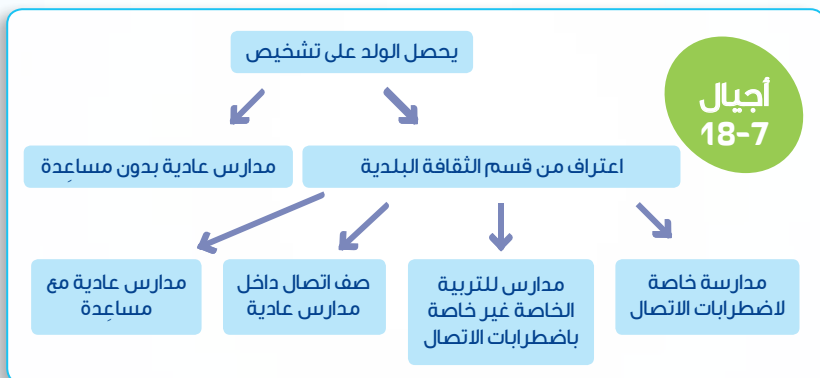 يحصل الولد على تشخيص
أجيال
18-7
اعتراف من قسم الثقافة البلدية
مدارس عادية بدون مساعِدة
مدارسة خاصة
لاضطرابات الاتصال
مدارس للتربية
الخاصة غير خاصة
باضطرابات الاتصال
صف اتصال داخل
مدارس عادية
مدارس عادية مع
مساعِدة